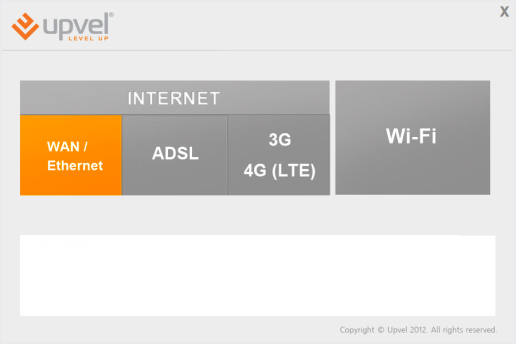 X
upvel®
LEVEL UP
INTERNET
WAN /
Ethernet
ADSL
3G
4G (LTE)
Wi-Fi
Copyright © Upvel 2012. All rights reserved.